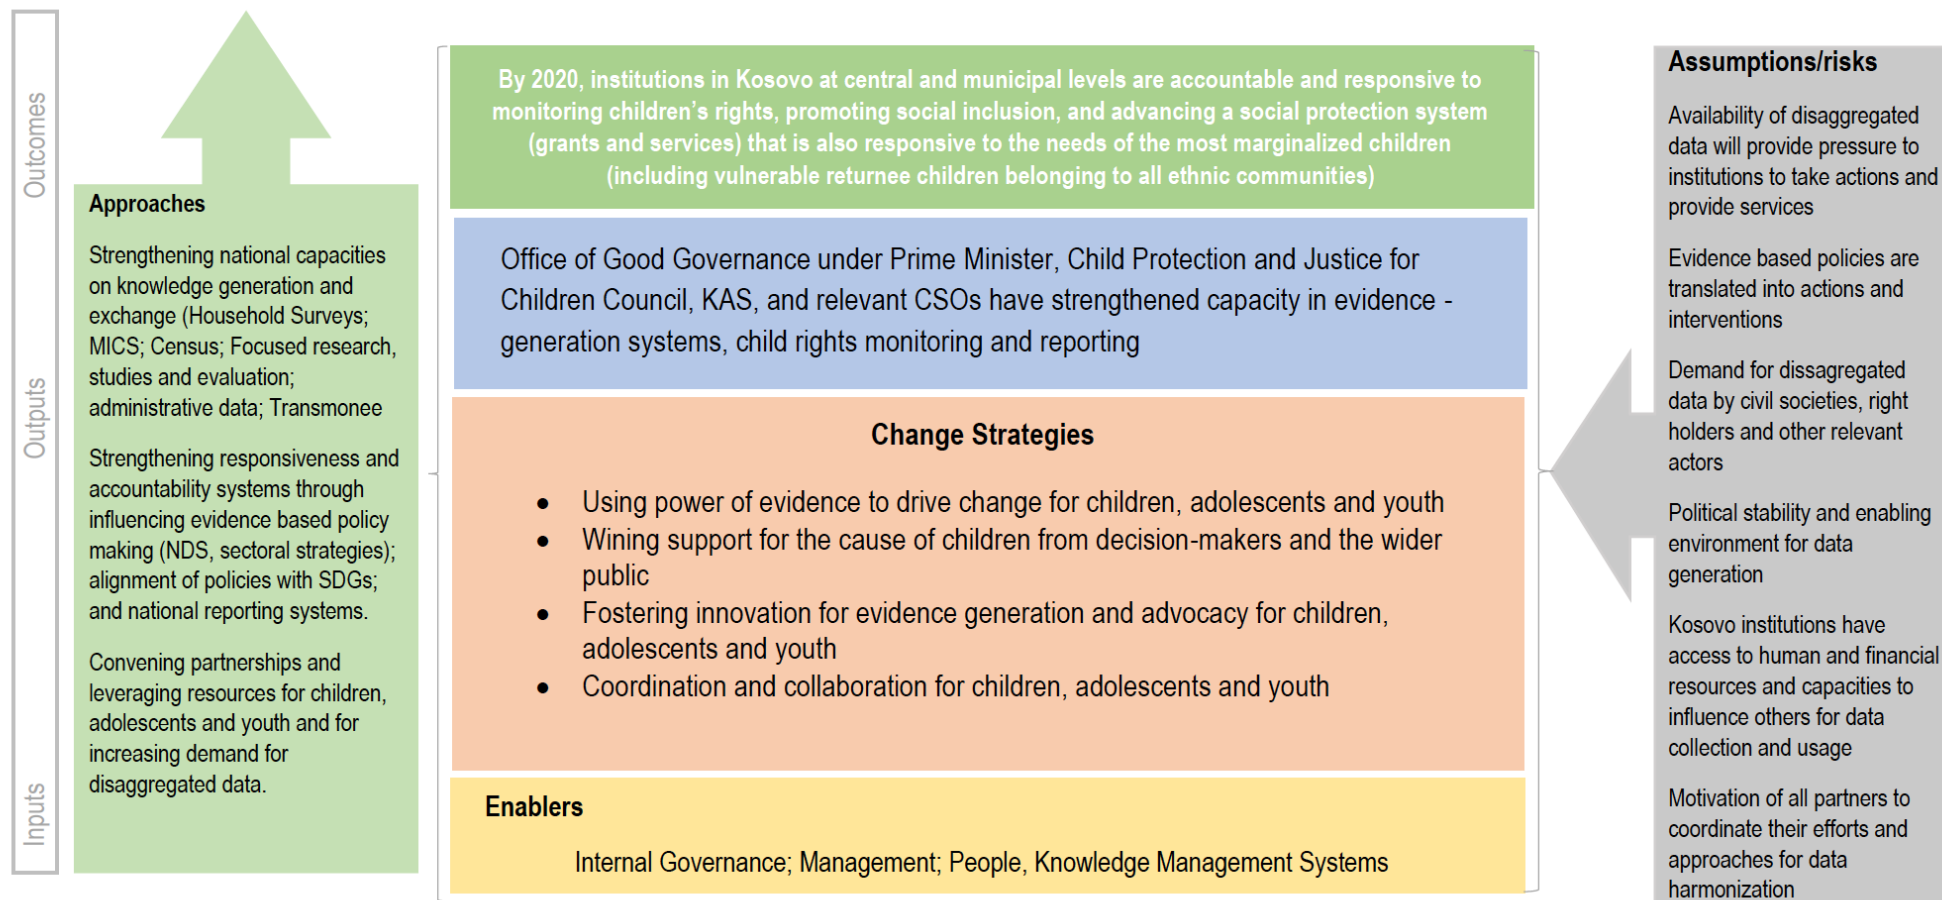 Outcomes
Outputs
Inputs
Approaches
Strengthening national capacities
on knowledge generation and
exchange (Household Surveys;
MICS; Census; Focused research,
studies and evaluation;
administrative data; Transmonee
Strengthening responsiveness and
accountability systems through
influencing evidence based policy
making (NDS, sectoral strategies);
alignment of policies with SDGs;
and national reporting systems.
Convening partnerships and
leveraging resources for children,
adolescents and youth and for
increasing demand for
disaggregated data.
By 2020, institutions in Kosovo at central and municipal levels are accountable and responsive to
monitoring children's rights, promoting social inclusion, and advancing a social protection system
(grants and services) that is also responsive to the needs of the most marginalized children
(including vulnerable returnee children belonging to all ethnic communities)
Office of Good Governance under Prime Minister, Child Protection and Justice for
Children Council, KAS, and relevant CSOs have strengthened capacity in evidence -
generation systems, child rights monitoring and reporting
Change Strategies
• Using power of evidence to drive change for children, adolescents and youth
• Wining support for the cause of children from decision-makers and the wider
public
• Fostering innovation for evidence generation and advocacy for children,
adolescents and youth
• Coordination and collaboration for children, adolescents and youth
Enablers
Internal Governance; Management; People, Knowledge Management Systems
Assumptions/risks
Availability of disaggregated
data will provide pressure to
institutions to take actions and
provide services
Evidence based policies are
translated into actions and
interventions
Demand for dissagregated
data by civil societies, right
holders and other relevant
actors
Political stability and enabling
environment for data
generation
Kosovo institutions have
access to human and financial
resources and capacities to
influence others for data
collection and usage
Motivation of all partners to
coordinate their efforts and
approaches for data
harmonization